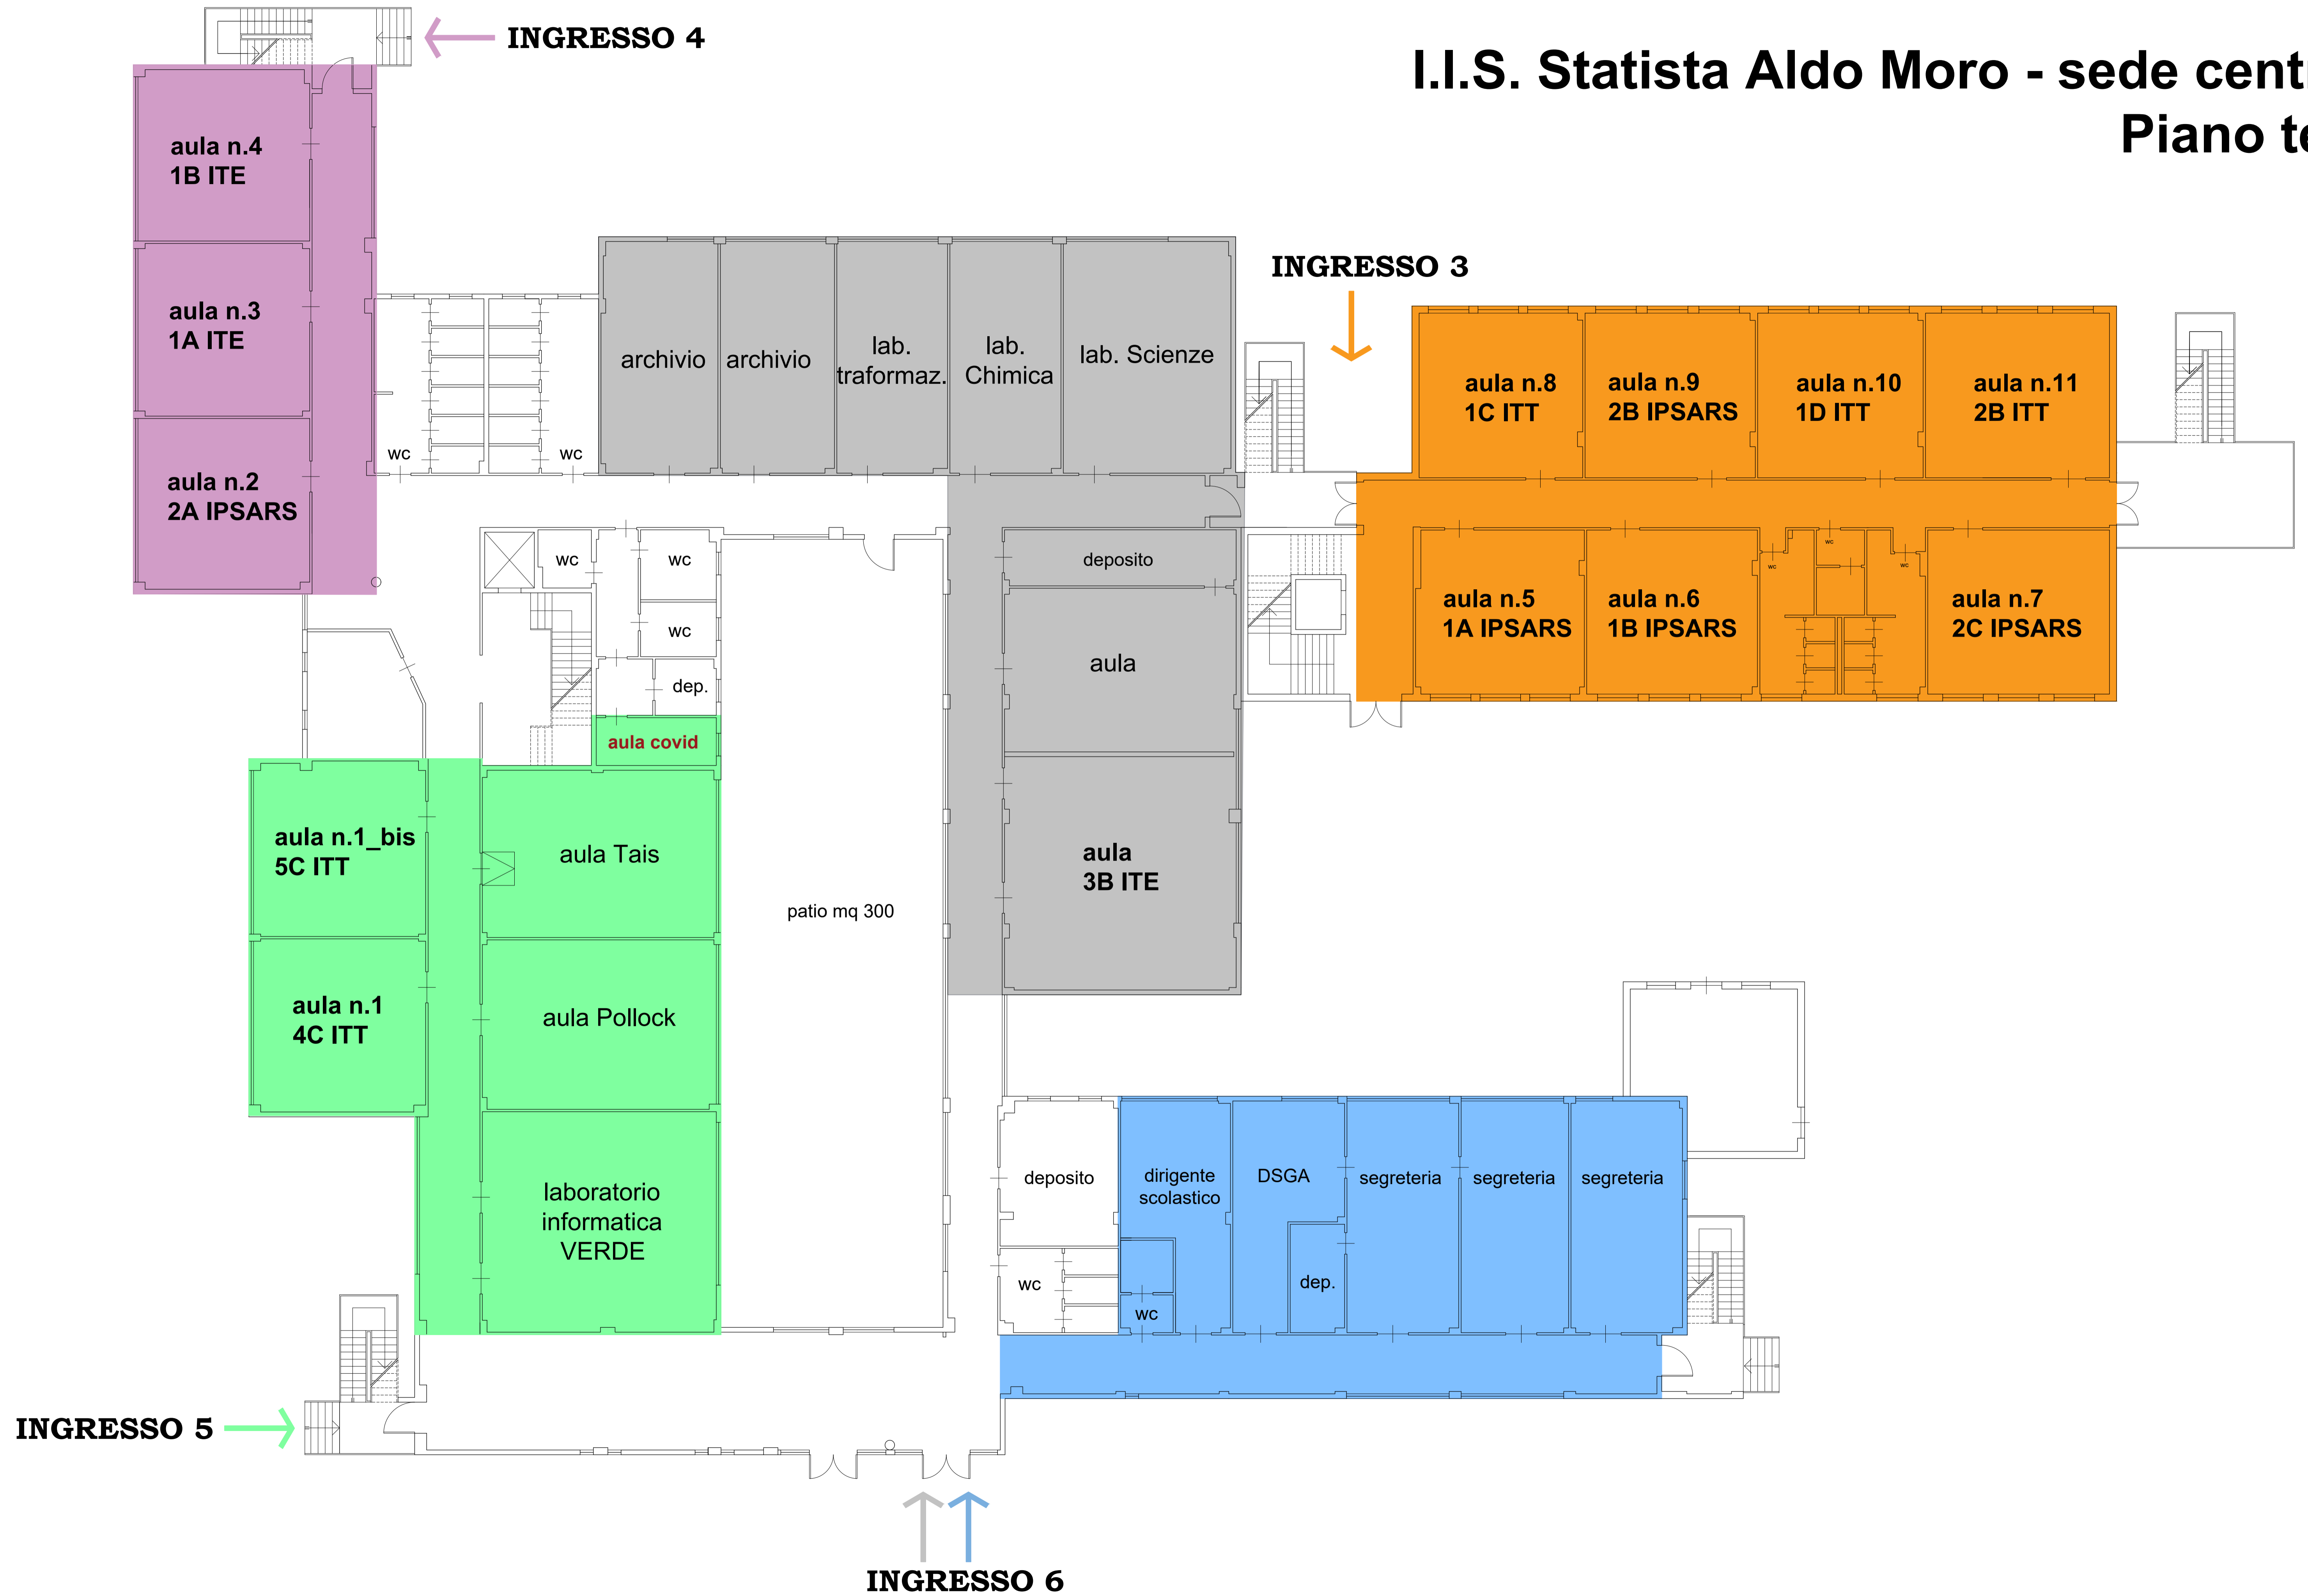 INGRESSO 4
I.I.S. Statista Aldo Moro - sede cent
Piano te
aula n.4
1B ITE
aula n.3
1A ITE
aula n.2
2A IPSARS
wc
wc
archivio
archivio
lab.
traformaz.
lab.
Chimica
lab. Scienze
INGRESSO 3
aula n.8
1C ITT
aula n.9
2B IPSARS
aula n.10
1D ITT
aula n.11
2B ITT
aula n.5
1A IPSARS
aula n.6
1B IPSARS
wc
wc
wc
aula n.7
2C IPSARS
wc
wc
wc
dep.
aula covid
deposito
aula
aula
3B ITE
aula n.1_bis
5C ITT
aula n.1
4C ITT
aula Tais
aula Pollock
laboratorio
informatica
VERDE
patio mq 300
deposito
wc
dirigente
scolastico
wc
DSGA
dep.
segreteria
segreteria
segreteria
INGRESSO 5
INGRESSO 6